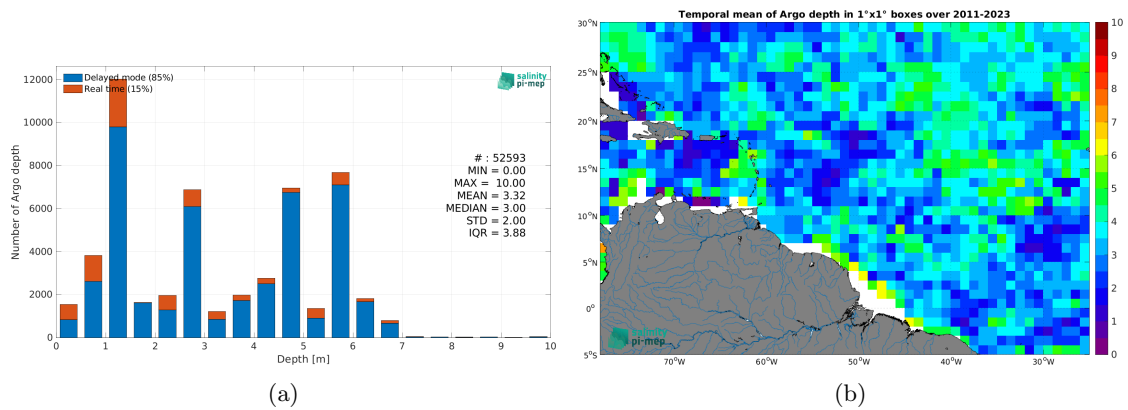 Delayed mode (85%)
Real time (15%)
salinity
pi-mep
# : 52593
MIN = 0.00
MAX = 10.00
MEAN = 3.32
MEDIAN = 3.00
STD = 2.00
IQR = 3.88
12000
10000
8000
6000
4000
2000
0
Number of Argo depth
0 1 2 3 4 5 6 7 8 9 10
Depth [m]
(a)
Temporal mean of Argo depth in 1°x1° boxes over 2011-2023
30°N
25°N
20°N
15°N
10°N
5°N
0°
5°S
70°W 60°W 50°W 40°W 30°W
salinity
pi-mep
10
9
8
7
6
5
4
3
2
1
0
(b)